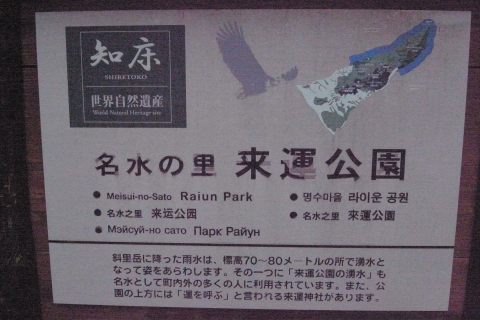 知床
SHIRETOKO
世界自然遺産
World Natural Heritage site
名水の里 来運公園
● Meisui-no-Sato Raiun Park
● 명수마을 라이운 공원
● 名水之里 来运公园
● 名水之里 來運公園
● Мэйсуй-но сато Парк Райун
斜里岳に降った雨水は、標高70～80メートルの所で湧水と
なって姿をあらわします。その一つに「来運公園の湧水」も
名水として町内外の多くの人に利用されています。また、公
園の上方には「運を呼ぶ」と言われる来運神社があります。